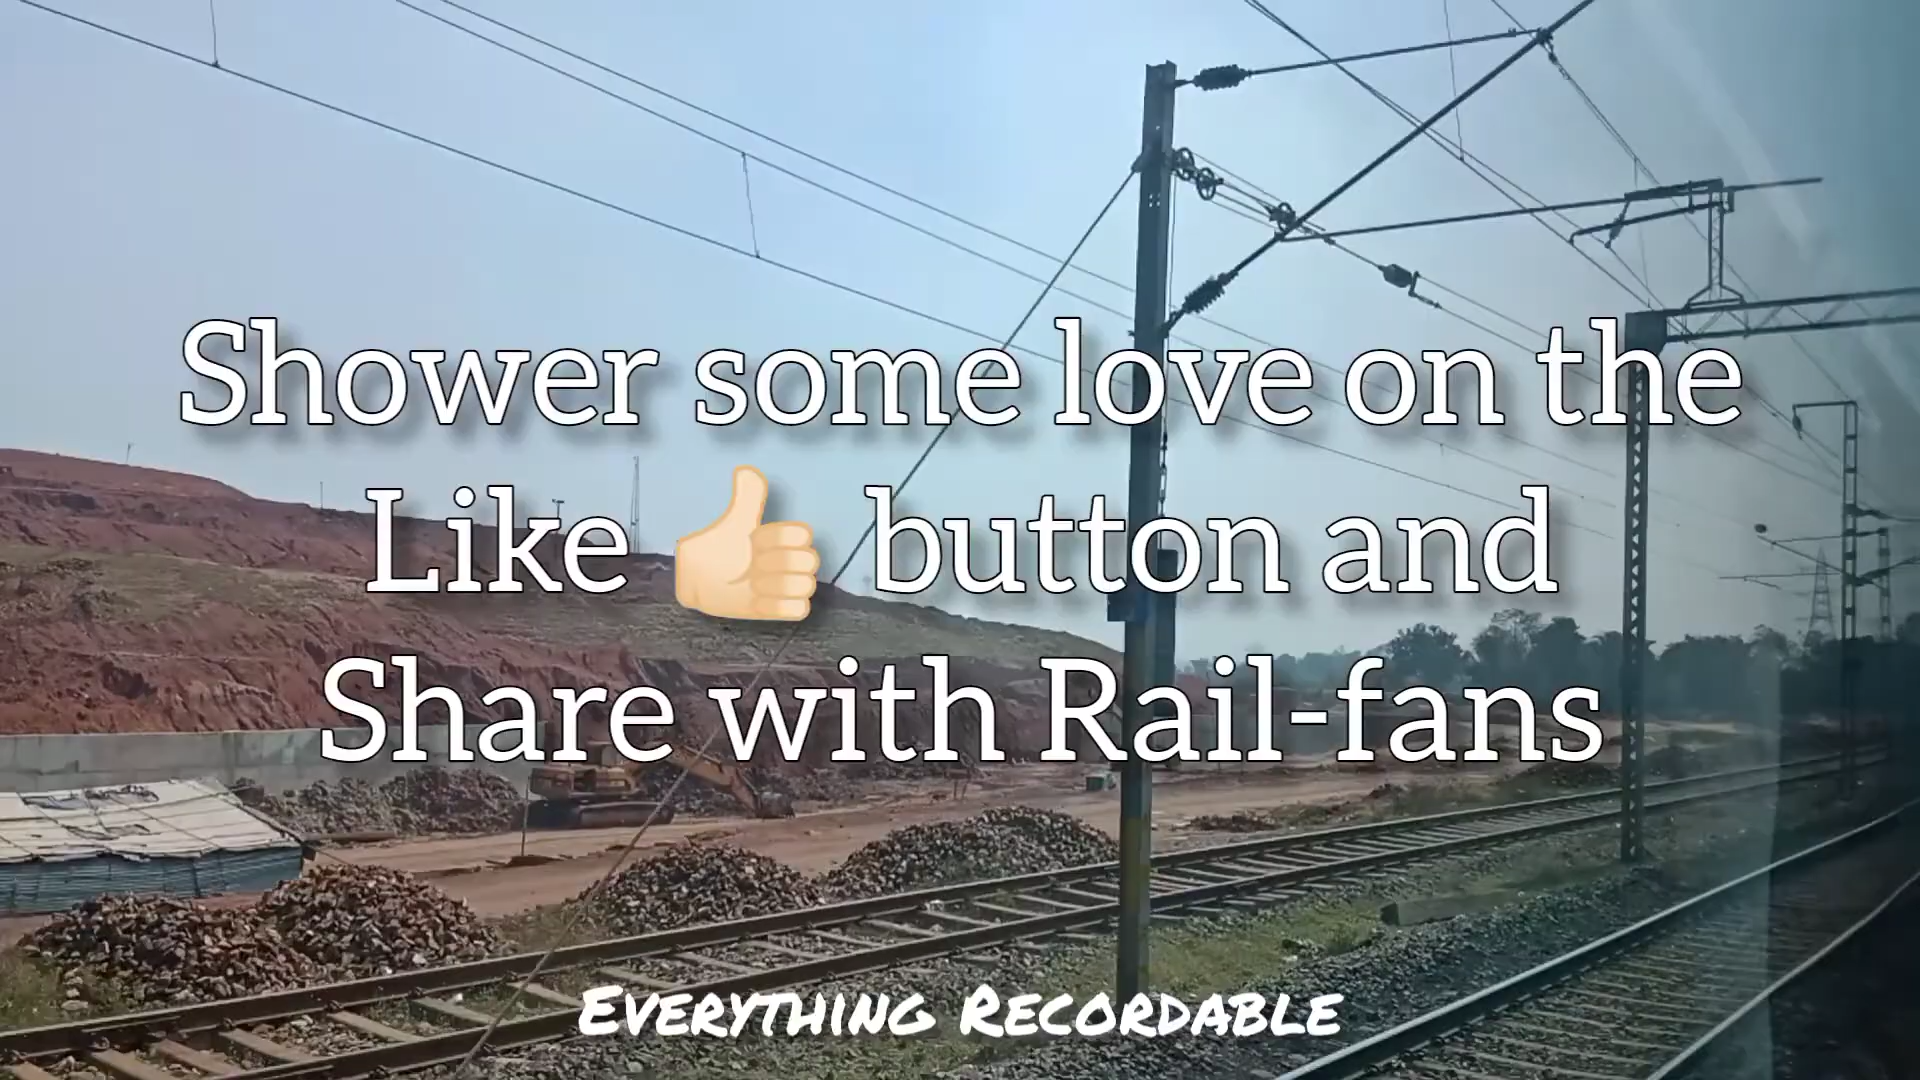 Shower some love on the
Like 👍🏻 button and
Share with Rail-fans
Everything Recordable